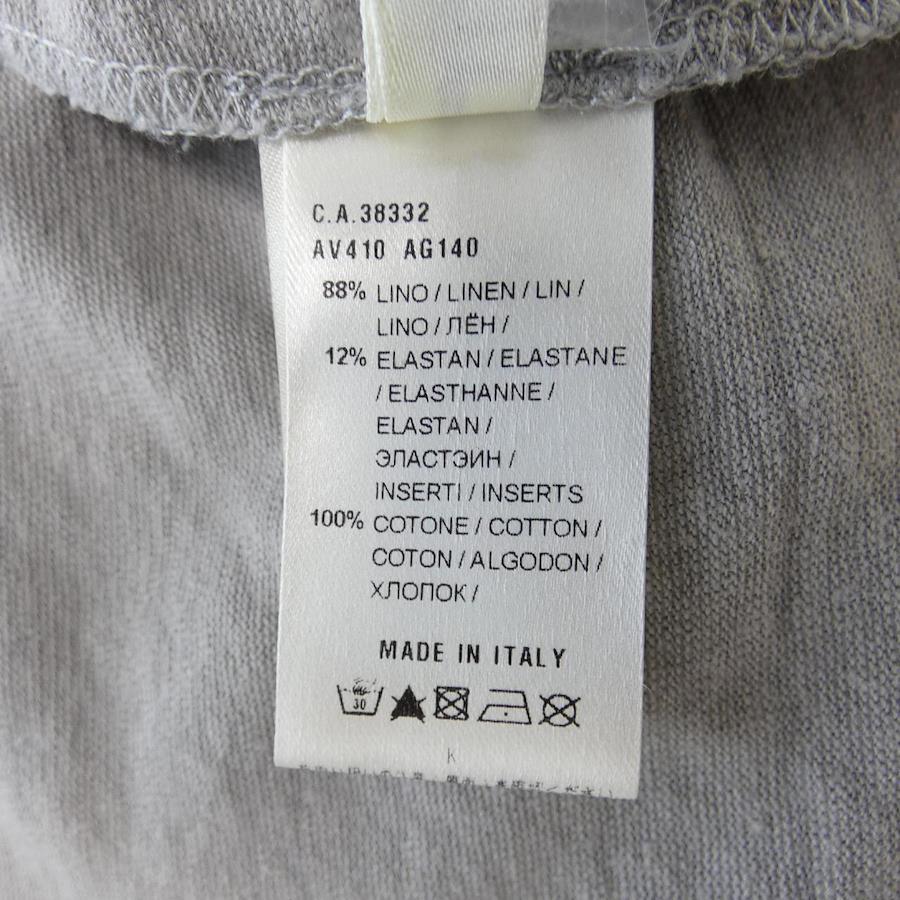 C.A.38332
AV410 AG140
88% LINO / LINEN / LIN /
LINO / ЛЁН /
12% ELASTAN / ELASTANE
/ ELASTHANNE /
ELASTAN /
ЭЛАСТЭИН /
INSERTI / INSERTS
100% COTONE / COTTON /
COTON / ALGODON /
ХЛОПОК /
MADE IN ITALY
30
K